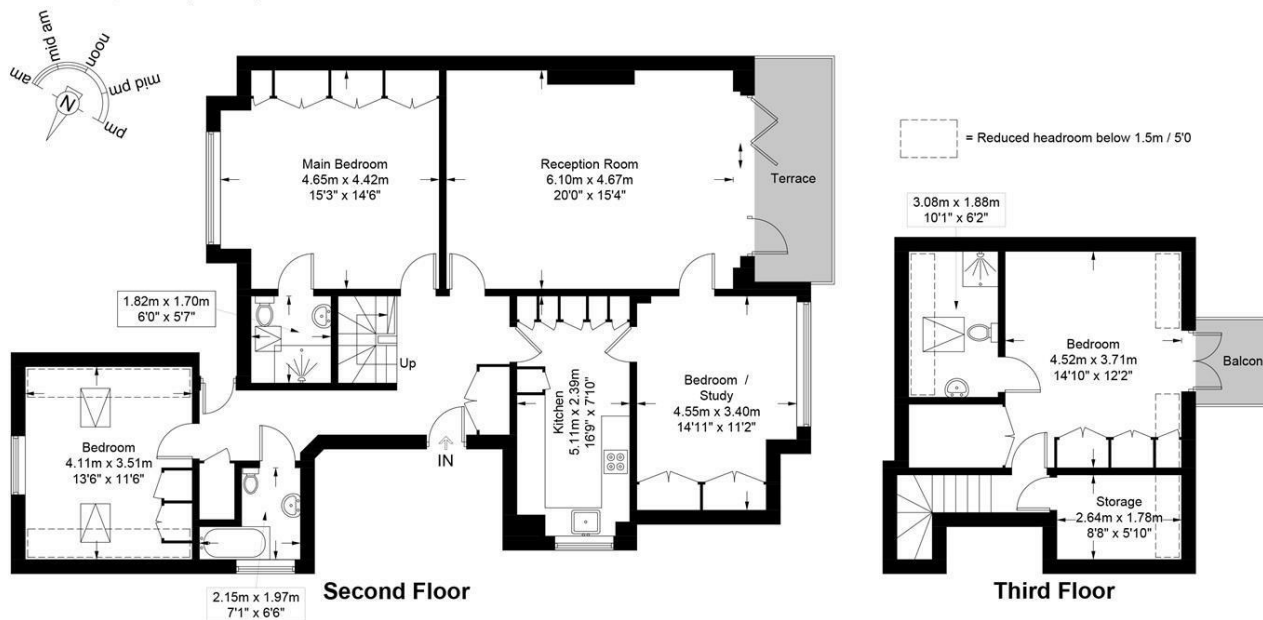 am
mid am
noon
mid pm
pm
N
Main Bedroom
4.65m x 4.42m
15'3" x 14'6"
Reception Room
6.10m x 4.67m
20'0" x 15'4"
Terrace
= Reduced headroom below 1.5m / 5'0
1.82m x 1.70m
6'0" x 5'7"
Up
Bedroom
4.11m x 3.51m
13'6" x 11'6"
IN
Kitchen
5.11m x 2.39m
16'9" x 7'10"
Bedroom /
Study
4.55m x 3.40m
14'11" x 11'2"
2.15m x 1.97m
7'1" x 6'6"
Second Floor
3.08m x 1.88m
10'1" x 6'2"
Bedroom
4.52m x 3.71m
14'10" x 12'2"
Balcon
Storage
2.64m x 1.78m
8'8" x 5'10"
Third Floor